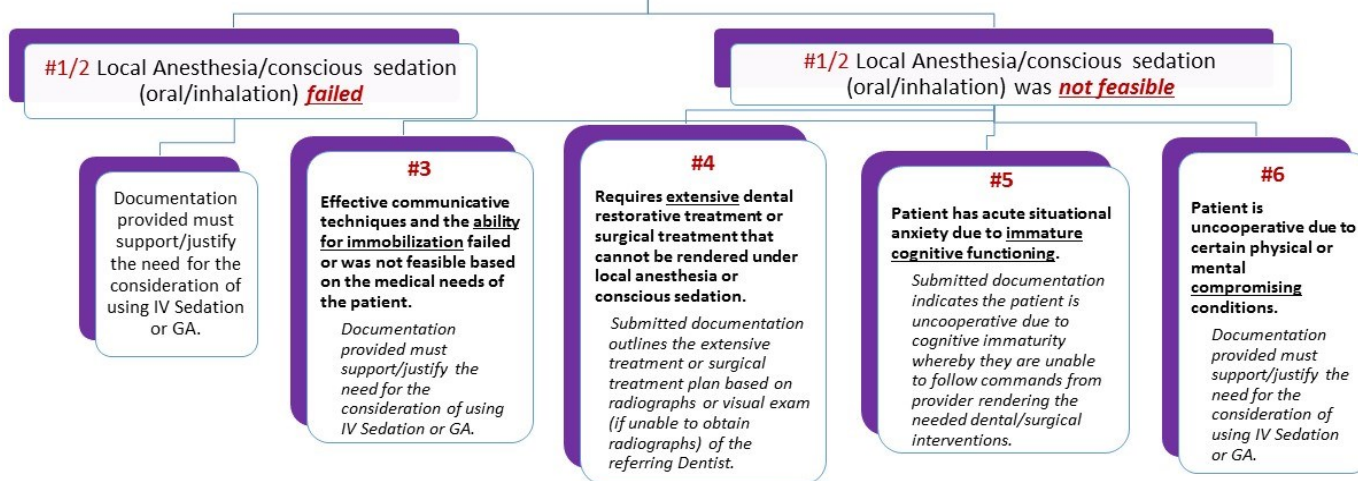 #1/2 Local Anesthesia/conscious sedation
(oral/inhalation) failed
#1/2 Local Anesthesia/conscious sedation
(oral/inhalation) was not feasible
Documentation
provided must
support/justify
the need for the
consideration of
using IV Sedation
or GA.
#3
Effective communicative
techniques and the ability
for immobilization failed
or was not feasible based
on the medical needs of
the patient.
Documentation
provided must
support/justify the
need for the
consideration of using
IV Sedation or GA.
#4
Requires extensive dental
restorative treatment or
surgical treatment that
cannot be rendered under
local anesthesia or
conscious sedation.
Submitted documentation
outlines the extensive
treatment or surgical
treatment plan based on
radiographs or visual exam
(if unable to obtain
radiographs) of the
referring Dentist.
#5
Patient has acute situational
anxiety due to immature
cognitive functioning.
Submitted documentation
indicates the patient is
uncooperative due to
cognitive immaturity
whereby they are unable
to follow commands from
provider rendering the
needed dental/surgical
interventions.
#6
Patient is
uncooperative due to
certain physical or
mental
compromising
conditions.
Documentation
provided must
support/justify the
need for the
consideration of
using IV Sedation
or GA.